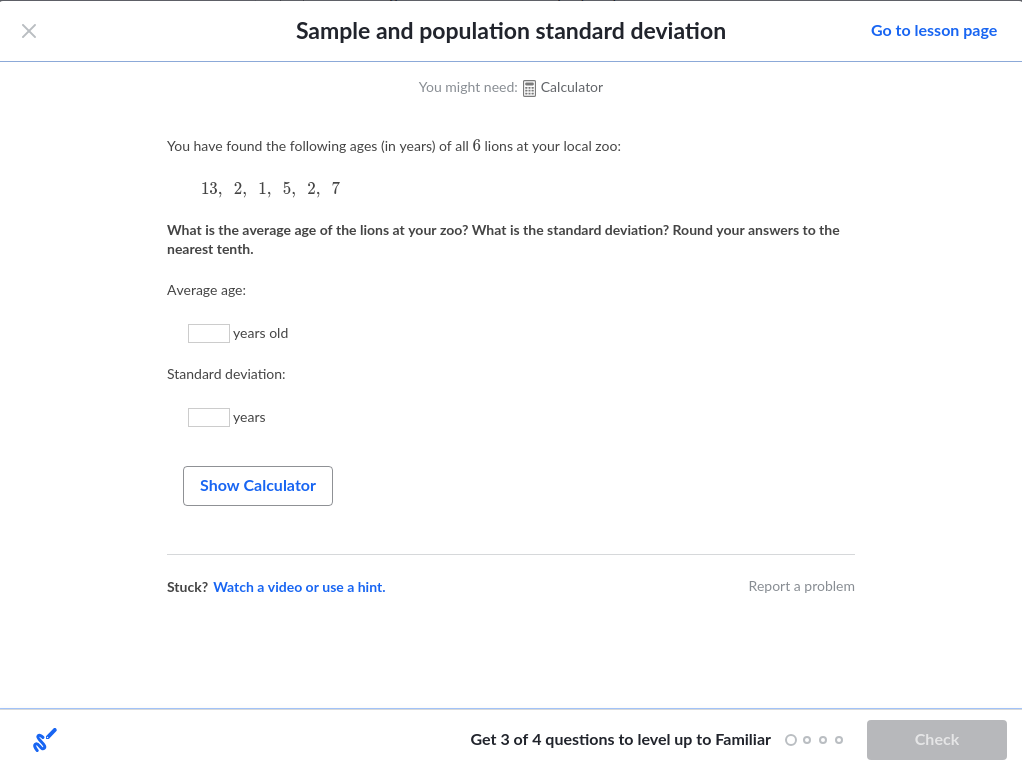 Sample and population standard deviation
Go to lesson page
You might need: Calculator
You have found the following ages (in years) of all 6 lions at your local zoo:
13, 2, 1, 5, 2, 7
What is the average age of the lions at your zoo? What is the standard deviation? Round your answers to the
nearest tenth.
Average age:
years old
Standard deviation:
years
Show Calculator
Stuck? Watch a video or use a hint.
Report a problem
Get 3 of 4 questions to level up to Familiar
Check